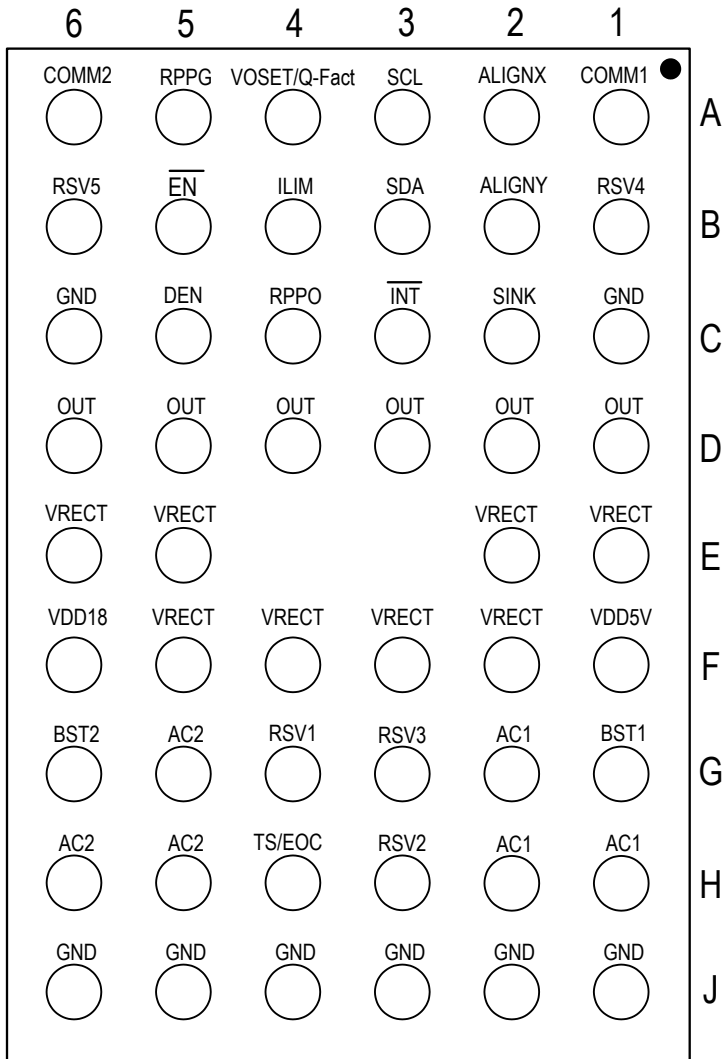 6 5 4 3 2 1
COMM2 RPPG VOSET/Q-Fact SCL ALIGNX COMM1
A
RSV5 EN ILIM SDA ALIGNY RSV4
B
GND DEN RPPO INT SINK GND
C
OUT OUT OUT OUT OUT OUT
D
VRECT VRECT VRECT VRECT
E
VDD18 VRECT VRECT VRECT VRECT VDD5V
F
BST2 AC2 RSV1 RSV3 AC1 BST1
G
AC2 AC2 TS/EOC RSV2 AC1 AC1
H
GND GND GND GND GND GND
J